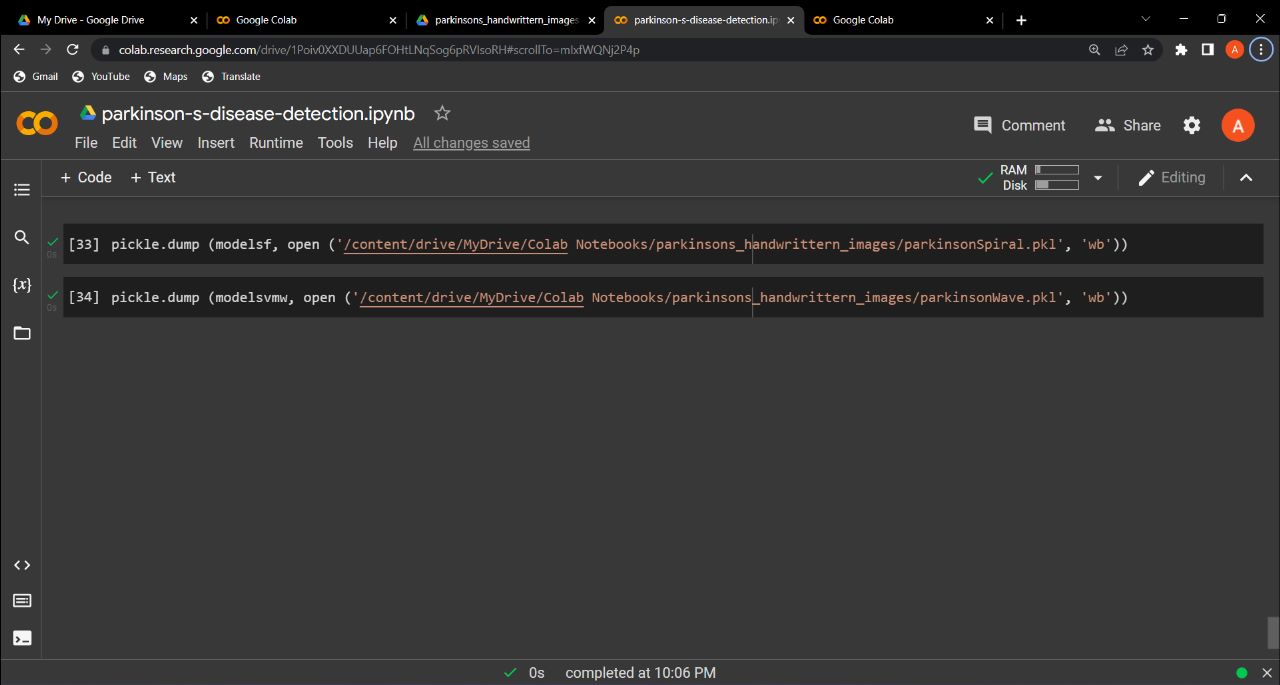 My Drive - Google Drive
Google Colab
parkinsons_handwrittern_images
parkinson-s-disease-detection.ip
Google Colab
colab.research.google.com/drive/1Poiv0XXDUUap6FOHtLNqSog6pRVIsoRH#scrollTo=mlxfWQNj2P4p
A
Gmail YouTube Maps Translate
parkinson-s-disease-detection.ipynb
File Edit View Insert Runtime Tools Help All changes saved
Comment Share A
+ Code + Text
RAM
Disk
Editing
{x}
[33] pickle.dump (modelsf, open ('/content/drive/MyDrive/Colab Notebooks/parkinsons_handwrittern_images/parkinsonSpiral.pkl', 'wb'))
0s
[34] pickle.dump (modelsvmw, open ('/content/drive/MyDrive/Colab Notebooks/parkinsons_handwrittern_images/parkinsonWave.pkl', 'wb'))
0s
0s completed at 10:06 PM